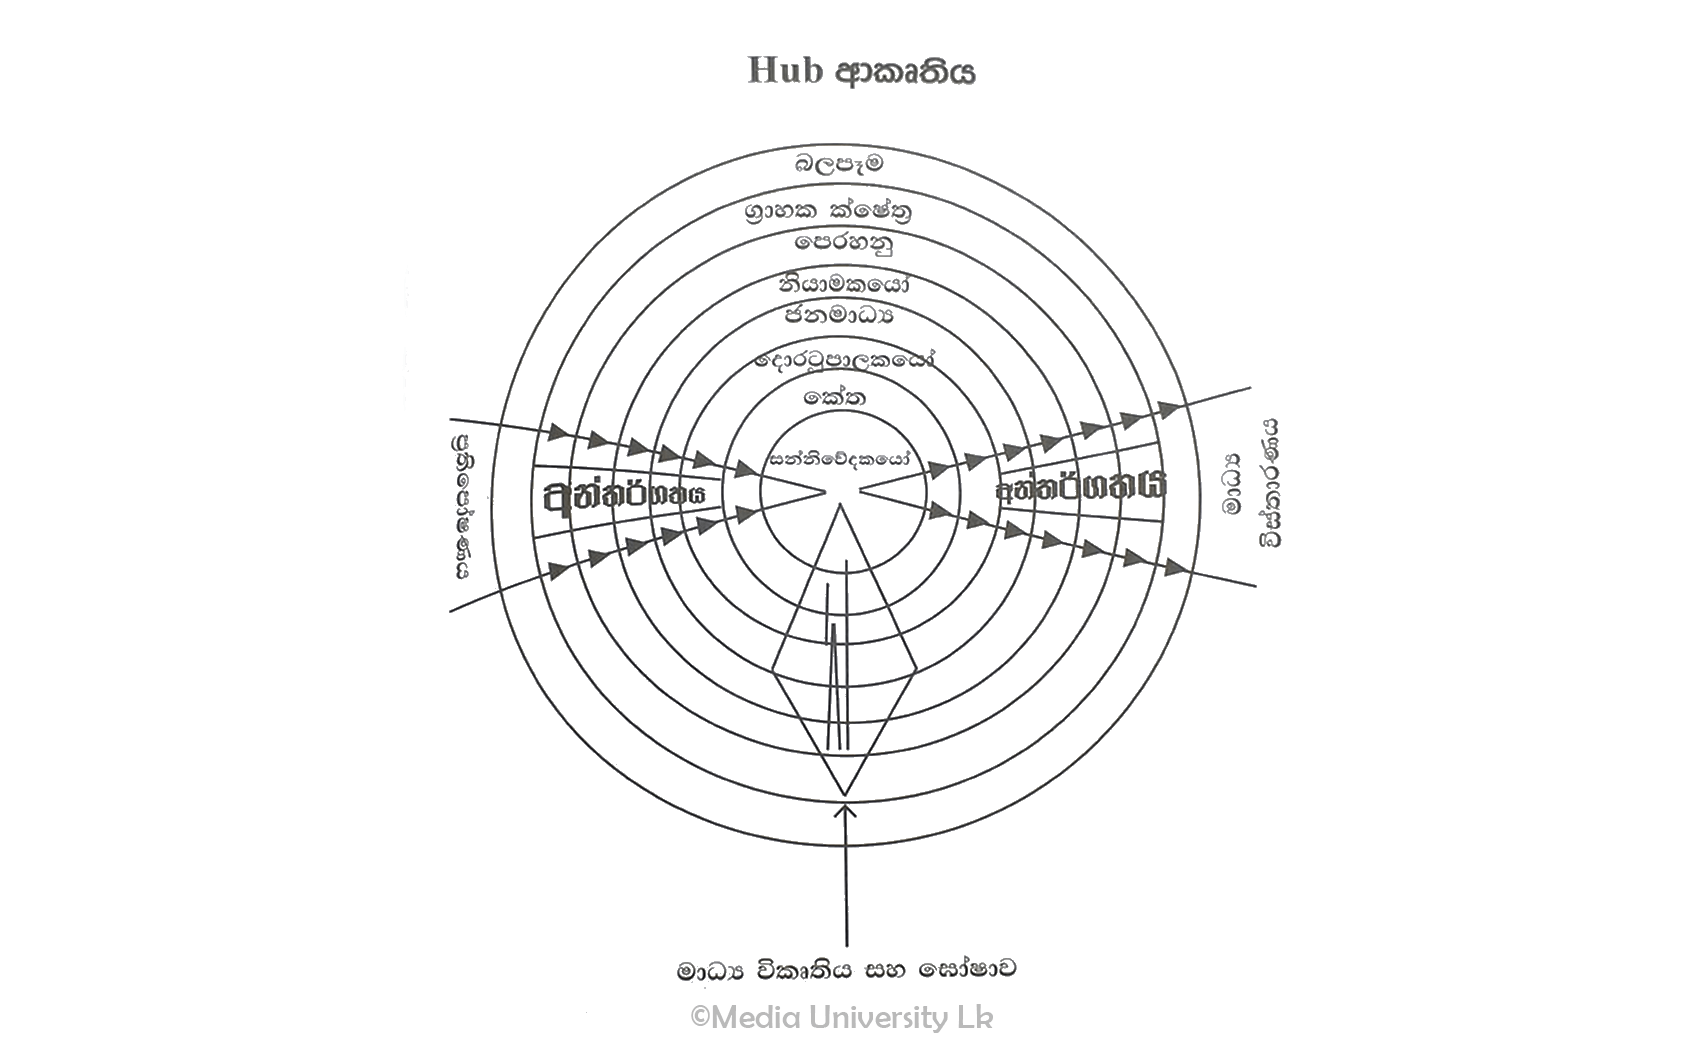 Hub ආකෘතිය
බලපෑම
ග්‍රාහක ක්ෂේත්‍ර
පෙරහනු
නියාමකයෝ
ජනමාධ්‍ය
දොරටුපාලකයෝ
කේත
සන්නිවේදකයෝ
ප්‍රතිපෝෂණය
අන්තර්ගතය
අන්තර්ගතය
මාධ්‍ය
විස්තාරණය
මාධ්‍ය විකෘතිය සහ ඝෝෂාව
©Media University Lk